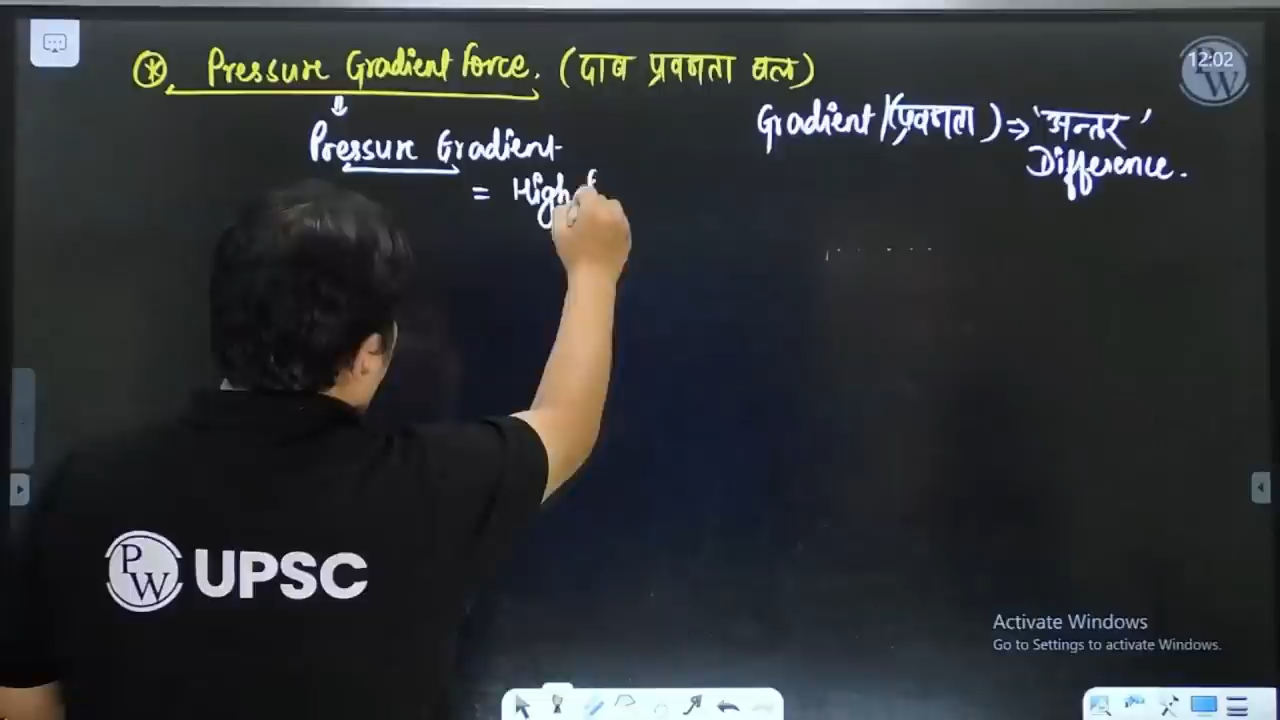 12:02
PW
* Pressure Gradient Force. (दाब प्रवणता बल)
Gradient/(प्रवणता) ⇒ 'अन्तर'
Difference.
⇓
Pressure Gradient
= High
PW UPSC
Activate Windows
Go to Settings to activate Windows.